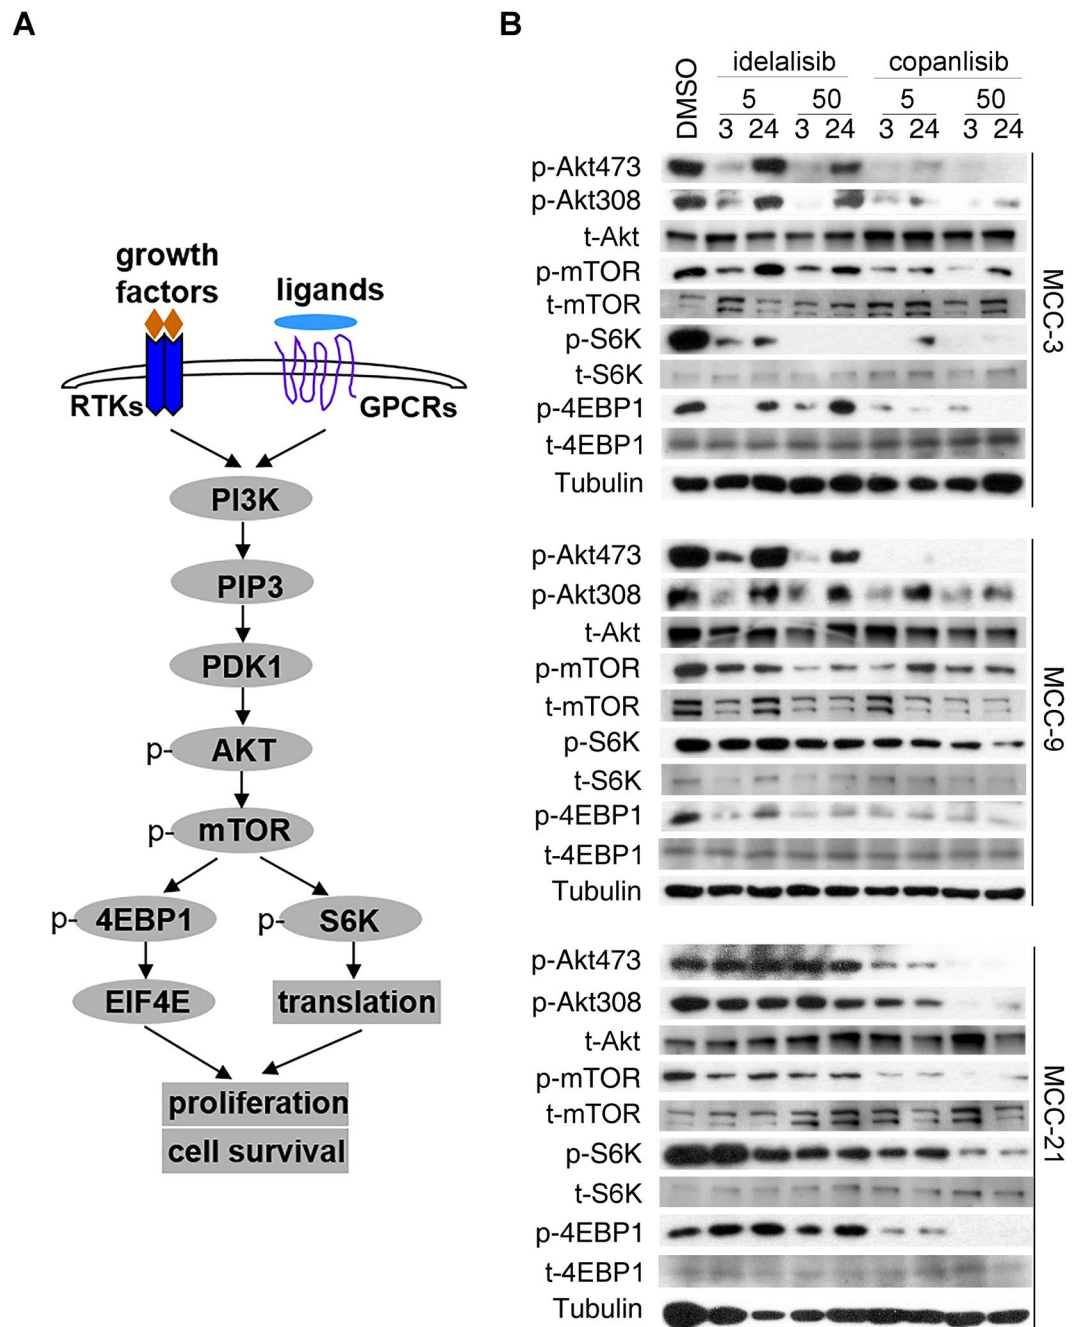 A
growth
factors
ligands
RTKs
GPCRs
PI3K
PIP3
PDK1
p- AKT
p- mTOR
p- 4EBP1
p- S6K
EIF4E
translation
proliferation
cell survival
B
DMSO
idelalisib
copanlisib
5 50 5 50
3 24 3 24 3 24 3 24
p-Akt473
p-Akt308
t-Akt
p-mTOR
t-mTOR
p-S6K
t-S6K
p-4EBP1
t-4EBP1
Tubulin
MCC-3
p-Akt473
p-Akt308
t-Akt
p-mTOR
t-mTOR
p-S6K
t-S6K
p-4EBP1
t-4EBP1
Tubulin
MCC-9
p-Akt473
p-Akt308
t-Akt
p-mTOR
t-mTOR
p-S6K
t-S6K
p-4EBP1
t-4EBP1
Tubulin
MCC-21